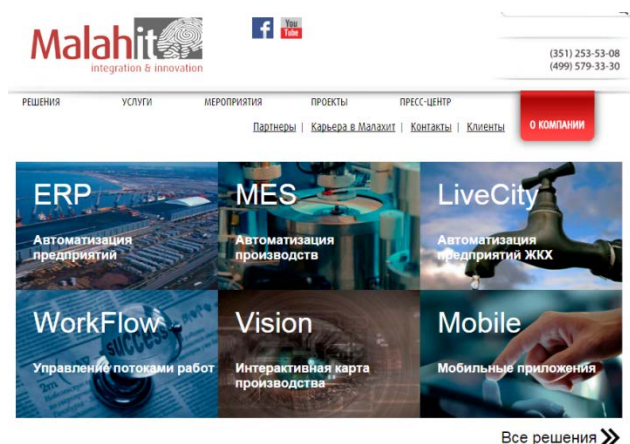 Malahit
integration & innovation
You
Tube
(351) 253-53-08
(499) 579-33-30
РЕШЕНИЯ УСЛУГИ МЕРОПРИЯТИЯ ПРОЕКТЫ ПРЕСС-ЦЕНТР
О КОМПАНИИ
Партнеры | Карьера в Малахит | Контакты | Клиенты
ERP
Автоматизация
предприятий
MES
Автоматизация
производств
LiveCity
Автоматизация
предприятий ЖКХ
WorkFlow
SUCCESS
Управление потоками работ
Vision
Интерактивная карта
производства
Mobile
Мобильные приложения
Все решения